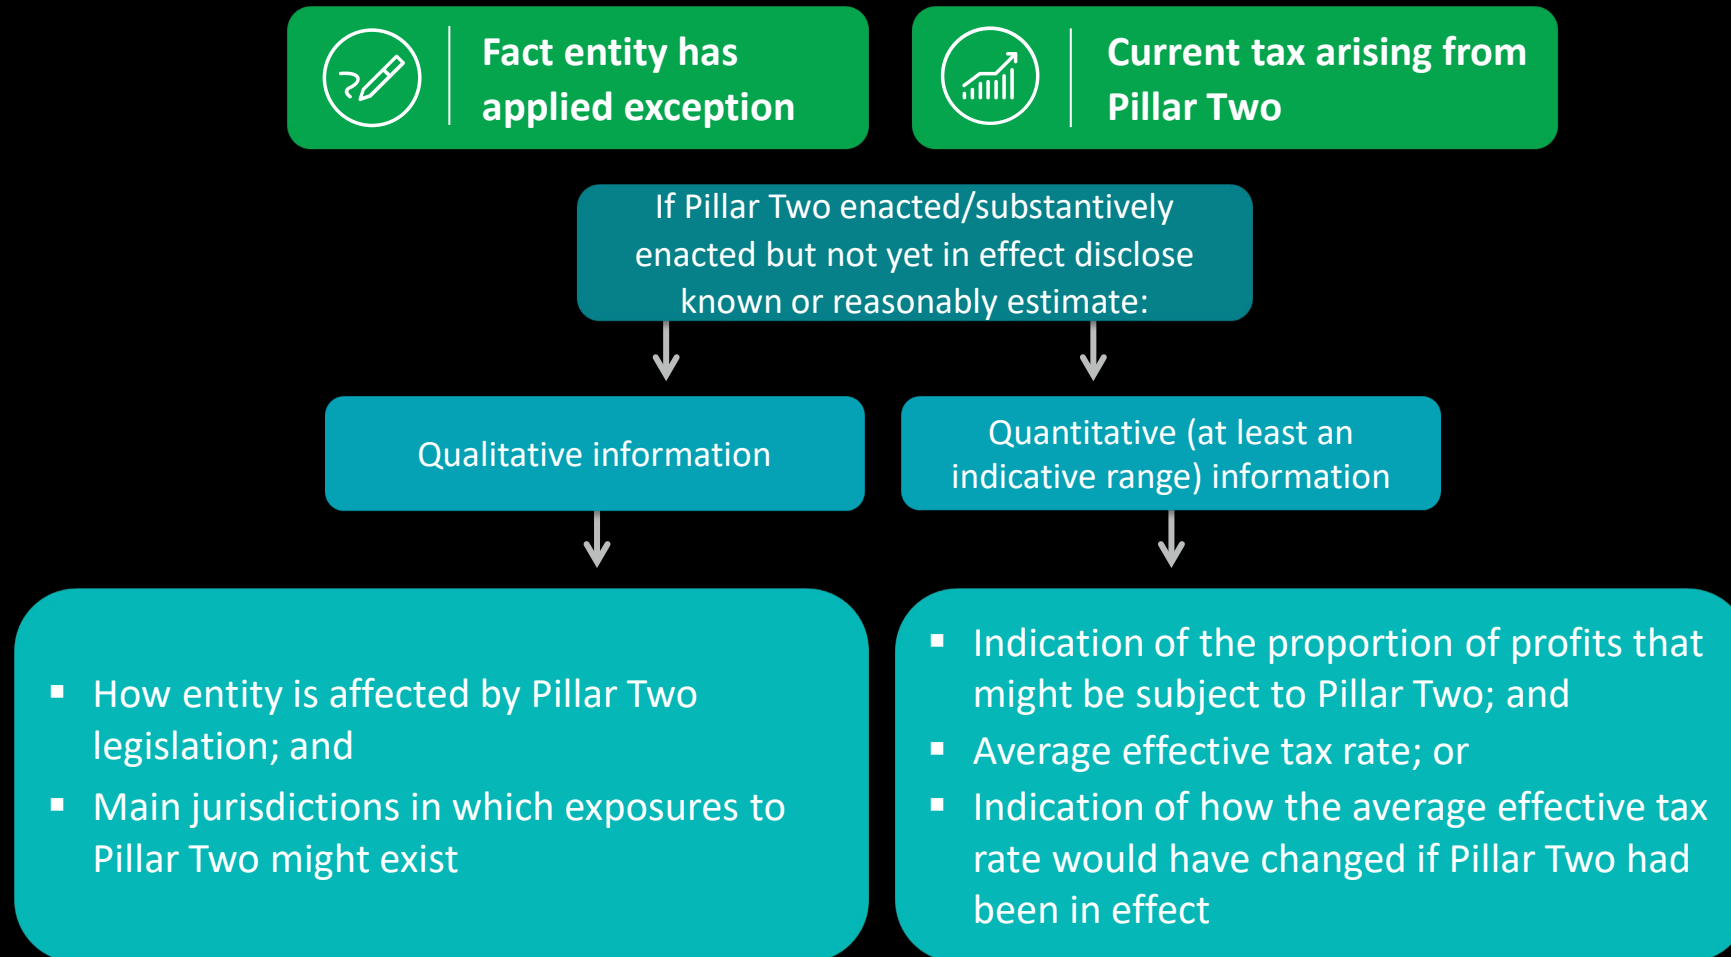 Fact entity has
applied exception
Current tax arising from
Pillar Two
If Pillar Two enacted/substantively
enacted but not yet in effect disclose
known or reasonably estimate:
Qualitative information
Quantitative (at least an
indicative range) information
▪ How entity is affected by Pillar Two
legislation; and
▪ Main jurisdictions in which exposures to
Pillar Two might exist
▪ Indication of the proportion of profits that
might be subject to Pillar Two; and
▪ Average effective tax rate; or
▪ Indication of how the average effective tax
rate would have changed if Pillar Two had
been in effect